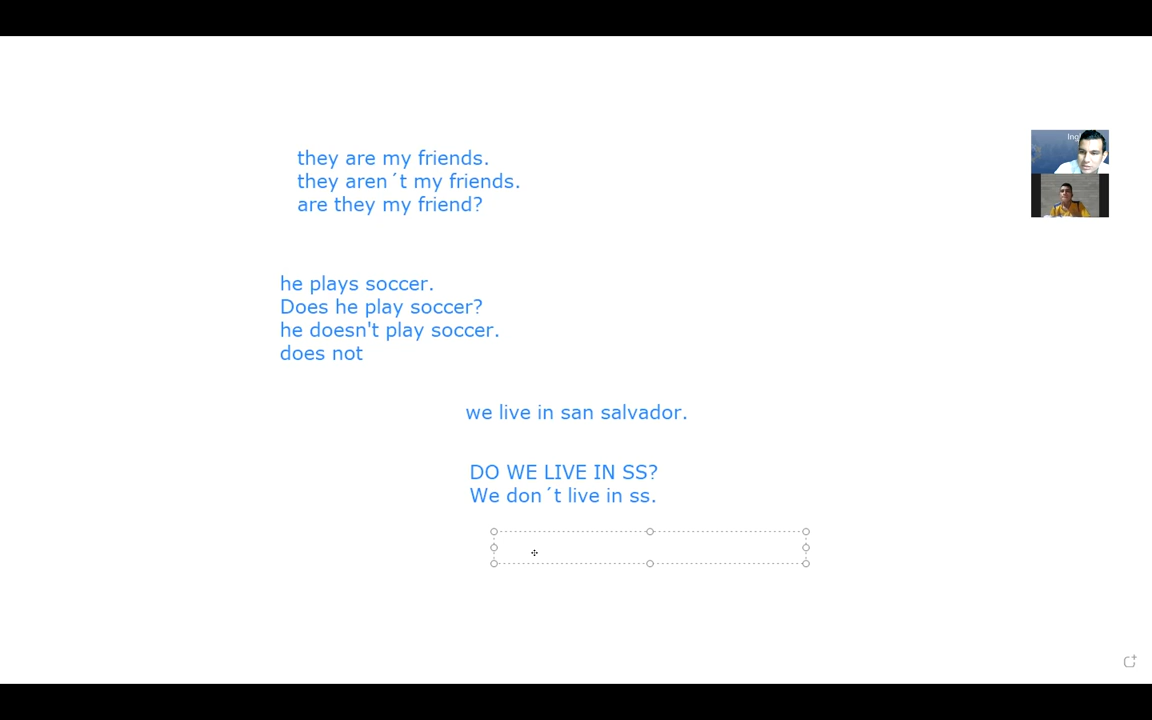 they are my friends.
they aren´t my friends.
are they my friend?
he plays soccer.
Does he play soccer?
he doesn't play soccer.
does not
we live in san salvador.
DO WE LIVE IN SS?
We don´t live in ss.